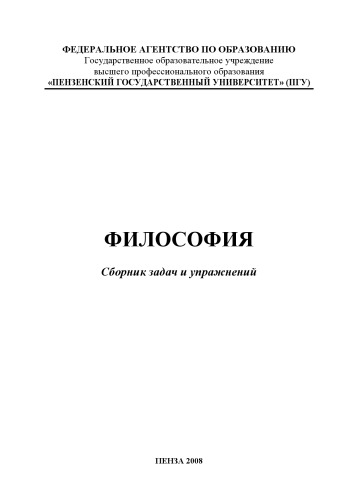 ФЕДЕРАЛЬНОЕ АГЕНТСТВО ПО ОБРАЗОВАНИЮ
Государственное образовательное учреждение
высшего профессионального образования
«ПЕНЗЕНСКИЙ ГОСУДАРСТВЕННЫЙ УНИВЕРСИТЕТ» (ПГУ)
ФИЛОСОФИЯ
Сборник задач и упражнений
ПЕНЗА 2008